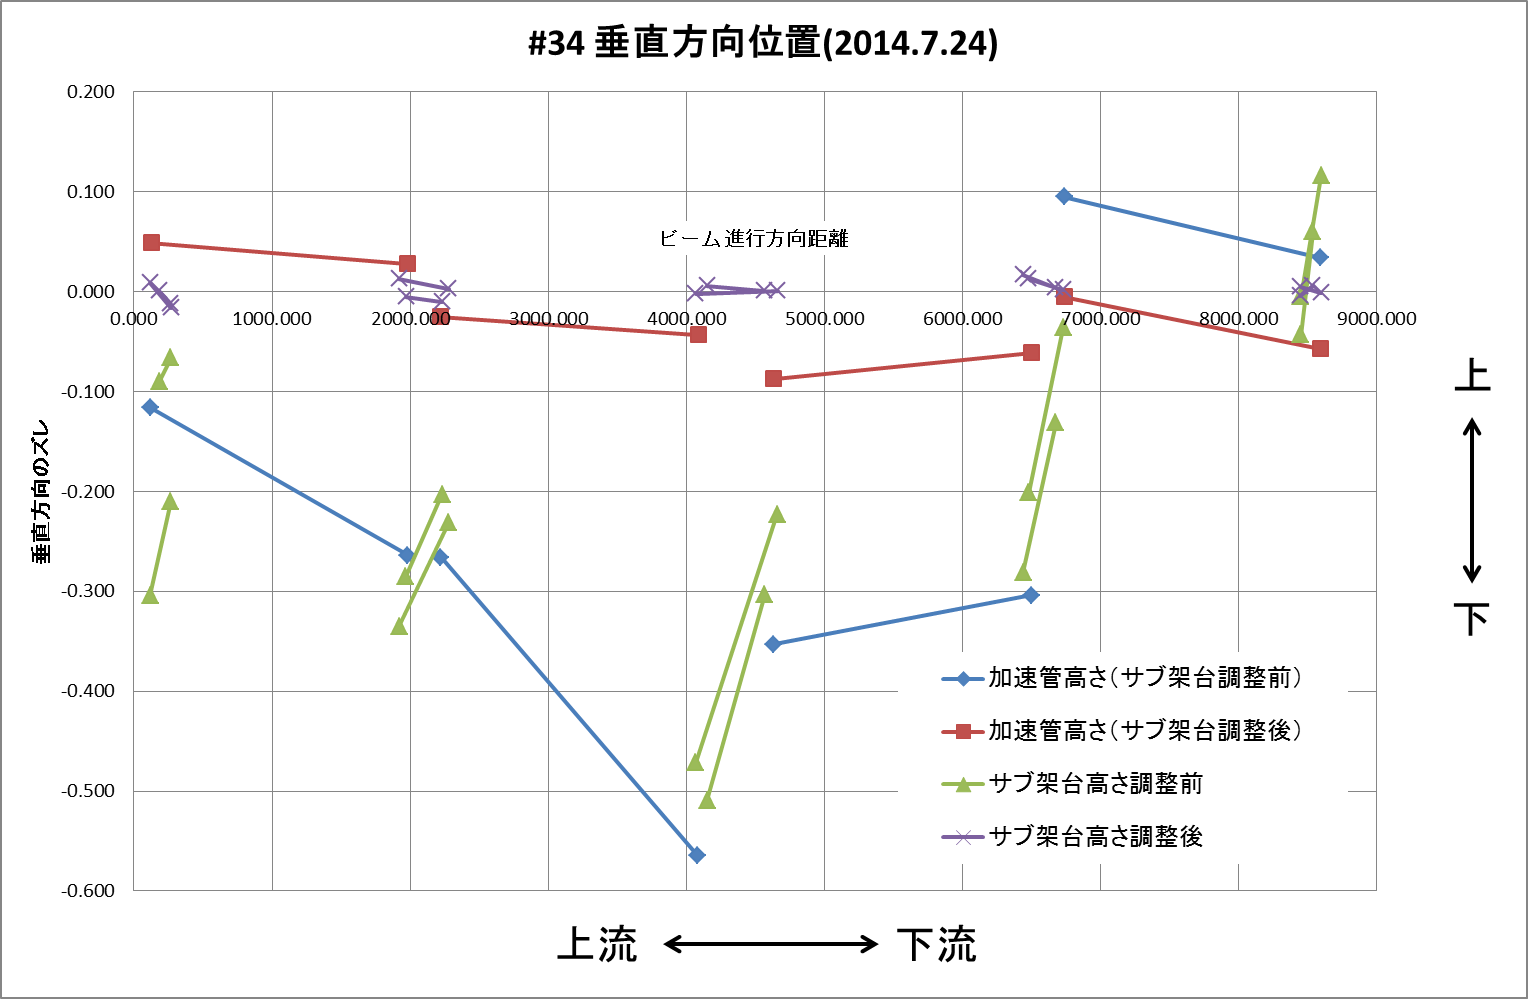 #34 垂直方向位置(2014.7.24)
0.200
0.100
0.000
-0.100
-0.200
-0.300
-0.400
-0.500
-0.600
0.000 1000.000 2000.000 3000.000 4000.000 5000.000 6000.000 7000.000 8000.000 9000.000
ビーム進行方向距離
垂直方向のズレ
上
下
加速管高さ(サブ架台調整前)
加速管高さ(サブ架台調整後)
サブ架台高さ調整前
サブ架台高さ調整後
上流 下流